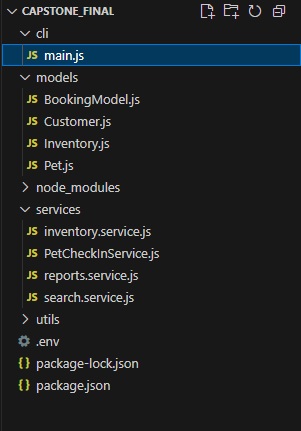 CAPSTONE_FINAL
cli
JS main.js
models
JS BookingModel.js
JS Customer.js
JS Inventory.js
JS Pet.js
node_modules
services
JS inventory.service.js
JS PetCheckInService.js
JS reports.service.js
JS search.service.js
utils
.env
{} package-lock.json
{} package.json